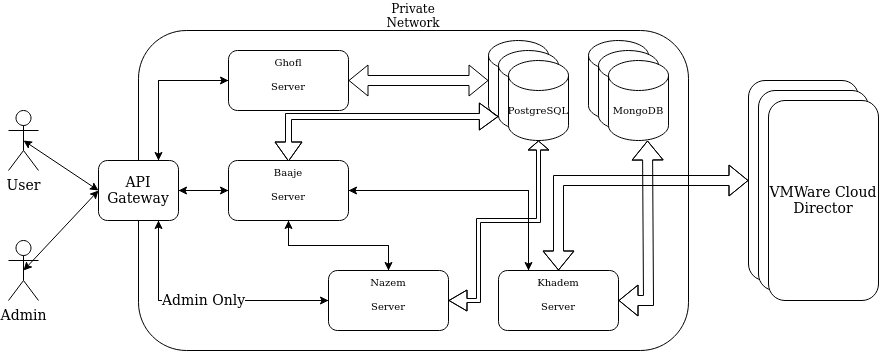 Private
Network
Ghofl
Server
PostgreSQL
MongoDB
User
API
Gateway
Baaje
Server
VMWare Cloud
Director
Admin
Admin Only
Nazem
Server
Khadem
Server